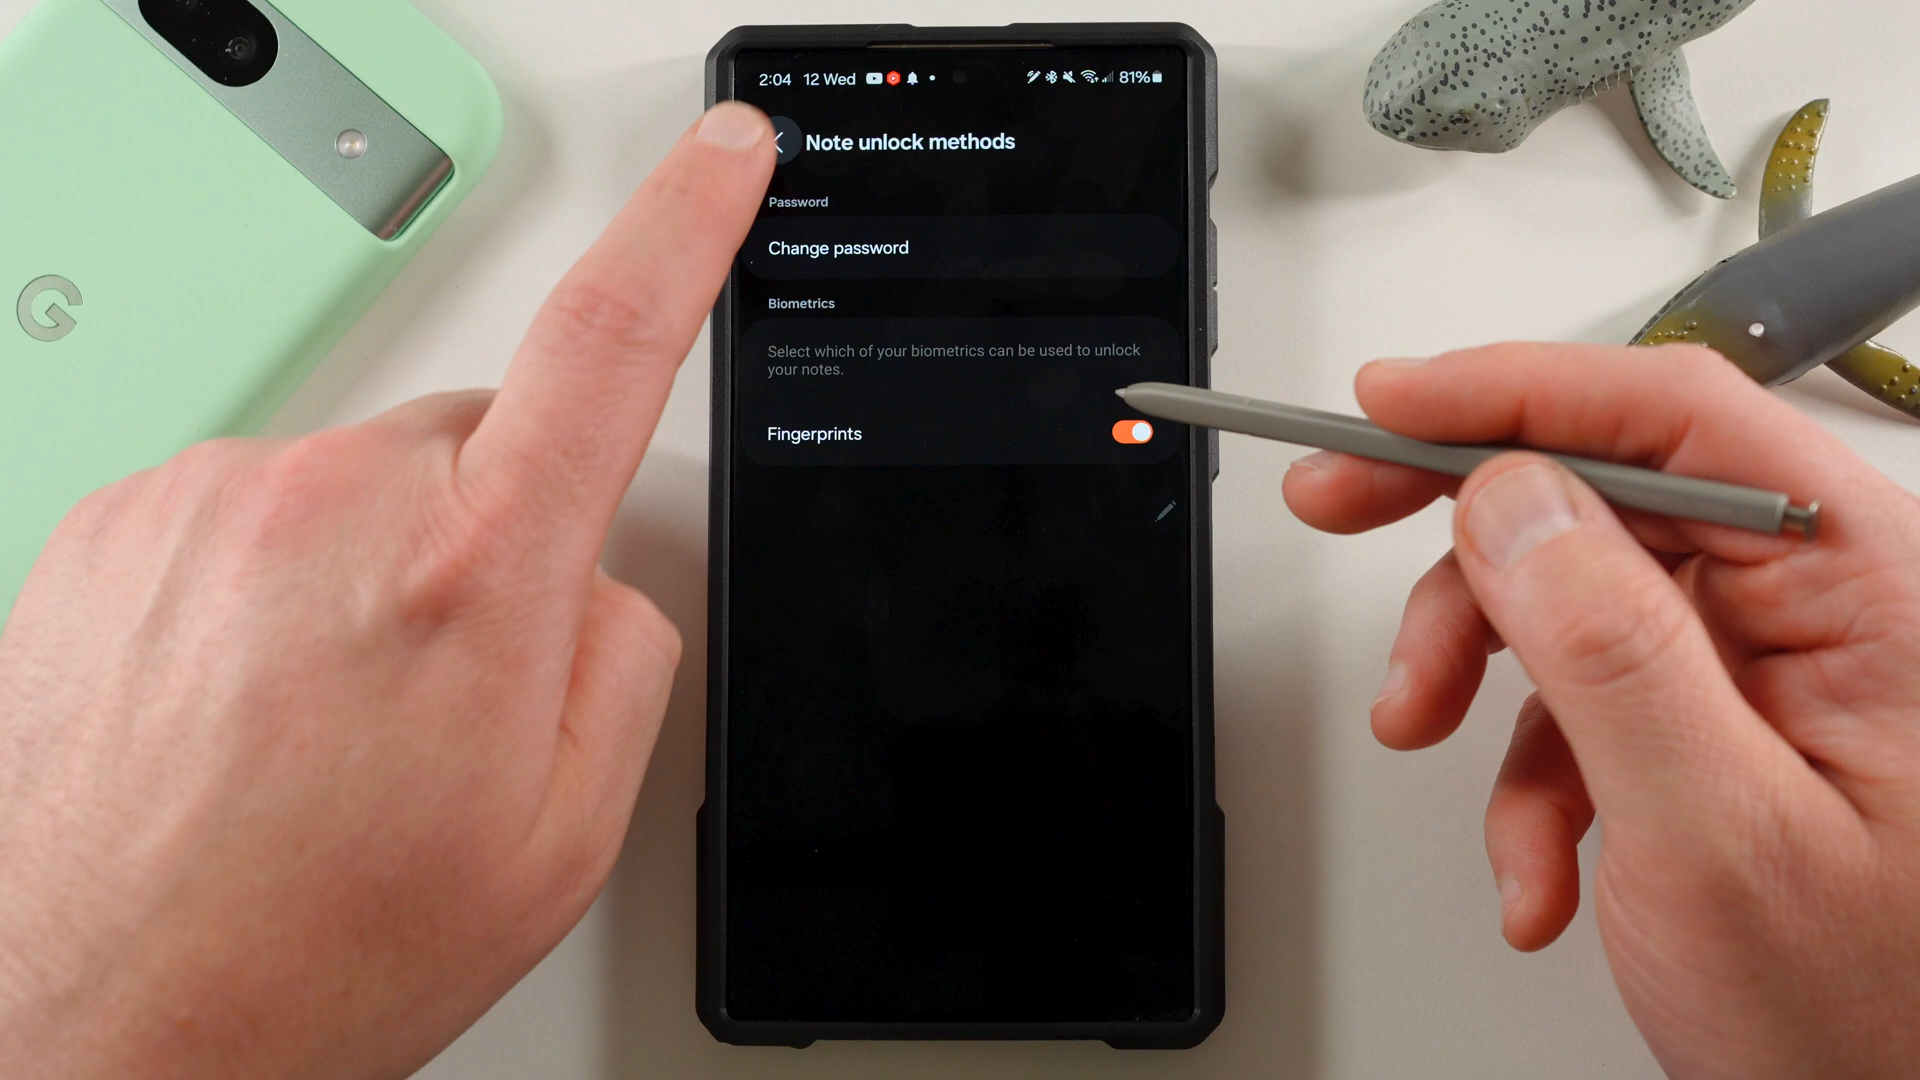 2:04 12 Wed 81%
Note unlock methods
Password
Change password
Biometrics
Select which of your biometrics can be used to unlock
your notes.
Fingerprints
G